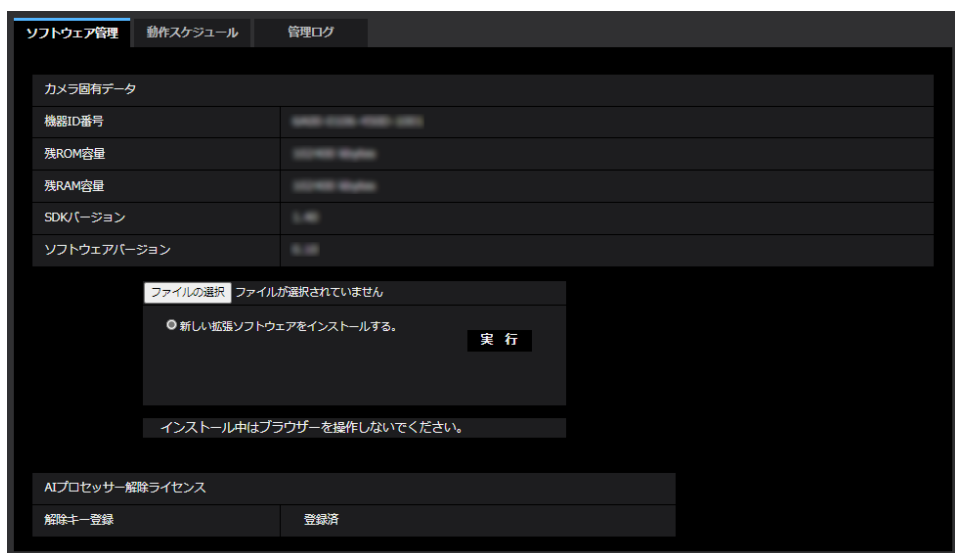 ソフトウェア管理 動作スケジュール 管理ログ
カメラ固有データ
機器ID番号
残ROM容量
残RAM容量
SDKバージョン
ソフトウェアバージョン
ファイルの選択 ファイルが選択されていません
新しい拡張ソフトウェアをインストールする。
実 行
インストール中はブラウザーを操作しないでください。
AIプロセッサー解除ライセンス
解除キー登録 登録済